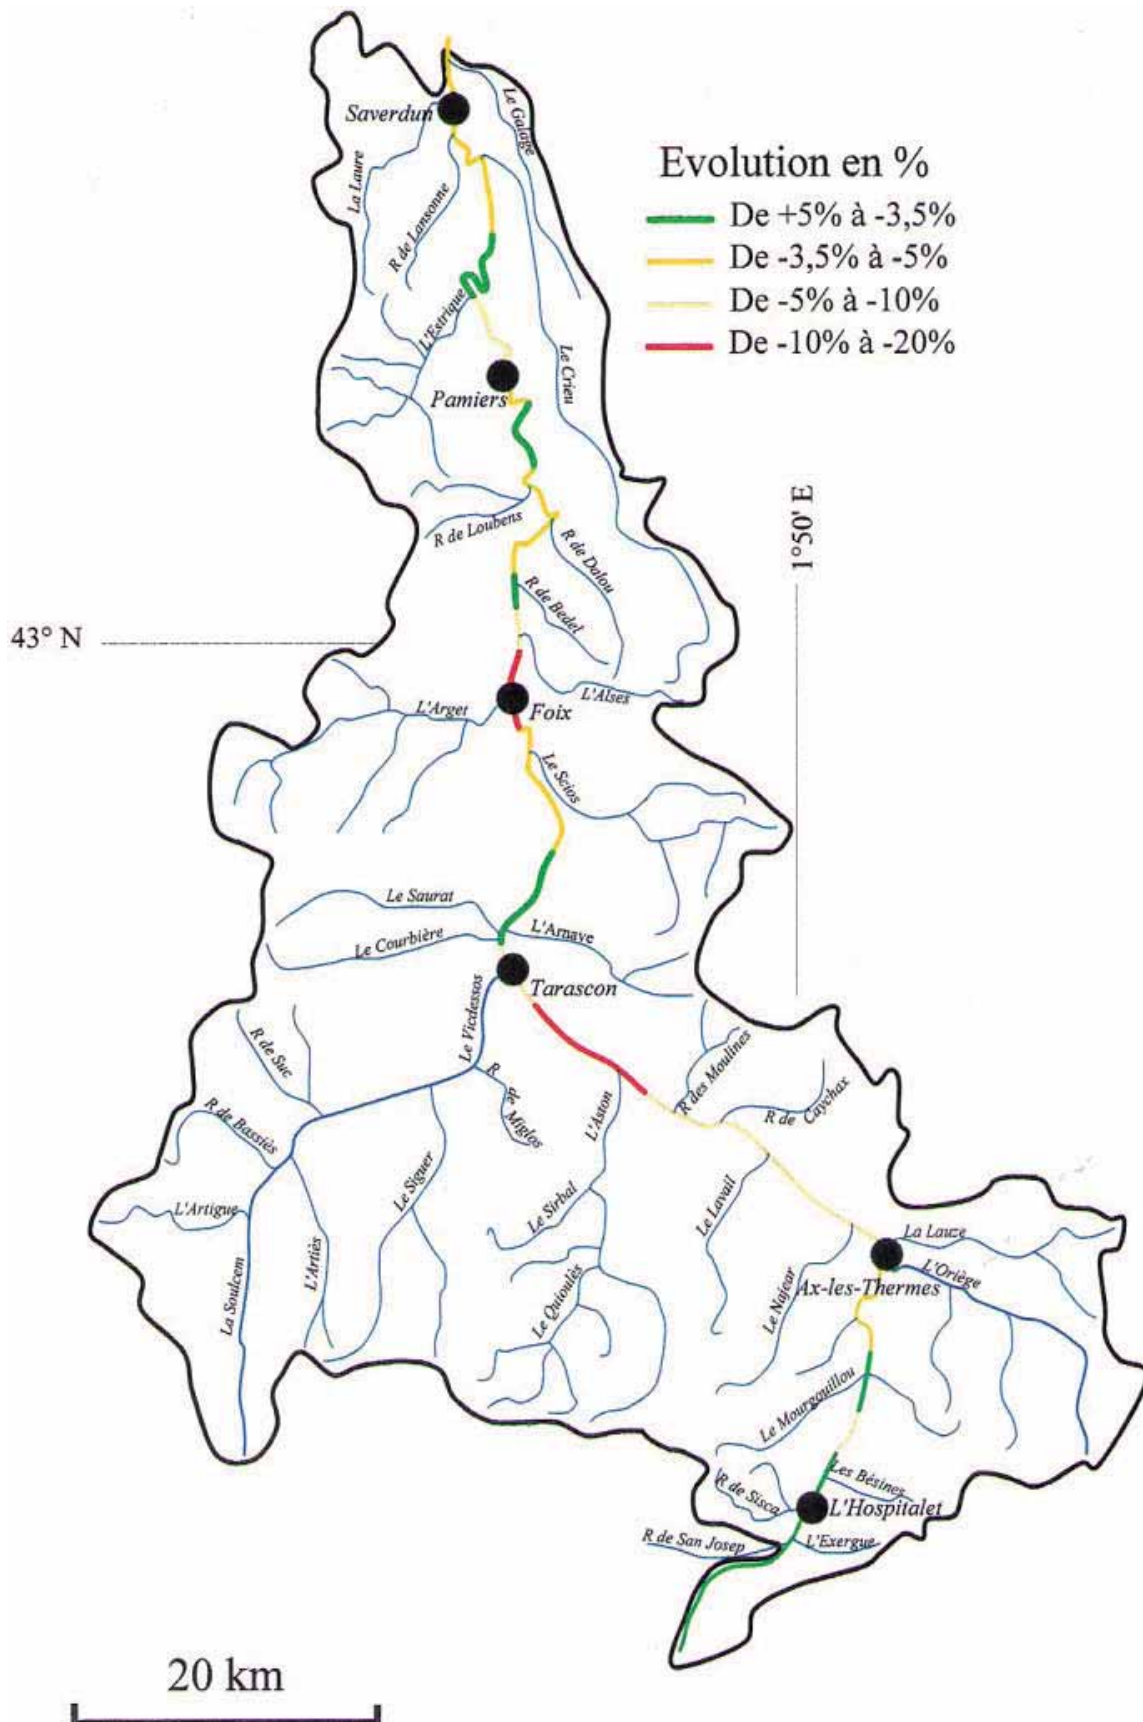 Saverdun
Le Galage
La Laure
R de Lansonne
Evolution en %
De +5% à -3,5%
De -3,5% à -5%
De -5% à -10%
De -10% à -20%
L'Estrique
Le Crieu
Pamiers
1°50' E
R de Loubens
R de Dalou
R de Bedel
43° N
L'Alses
L'Arget
Foix
Le Scios
Le Saurat
L'Arnave
Le Courbière
Tarascon
Le Vicdessos
R de Suc
R de Miglos
R des Moulines
R de Caychax
L'Aston
R de Bassiès
Le Siguer
Le Sirbal
Le Lavail
L'Artigue
La Lauze
L'Oriège
L'Artiès
Ax-les-Thermes
La Soulcem
Le Quioulès
Le Najear
Le Mourgouillou
Les Bésines
R de Sisca
L'Hospitalet
R de San Josep
L'Exergue
20 km